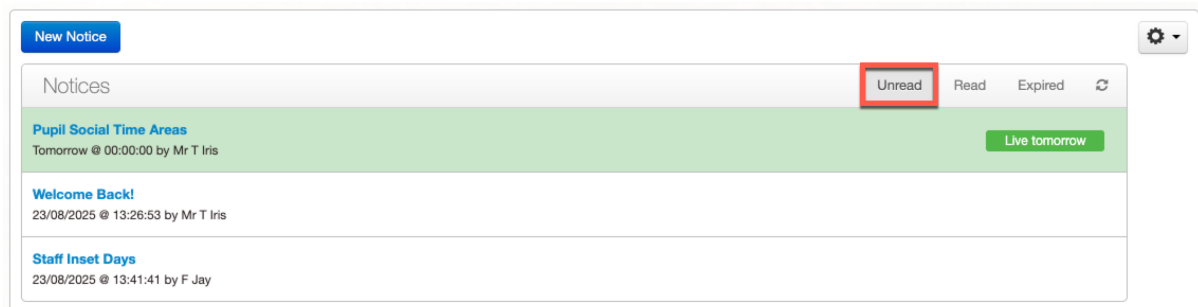 New Notice
Notices Unread Read Expired
Pupil Social Time Areas
Tomorrow @ 00:00:00 by Mr T Iris Live tomorrow
Welcome Back!
23/08/2025 @ 13:26:53 by Mr T Iris
Staff Inset Days
23/08/2025 @ 13:41:41 by F Jay